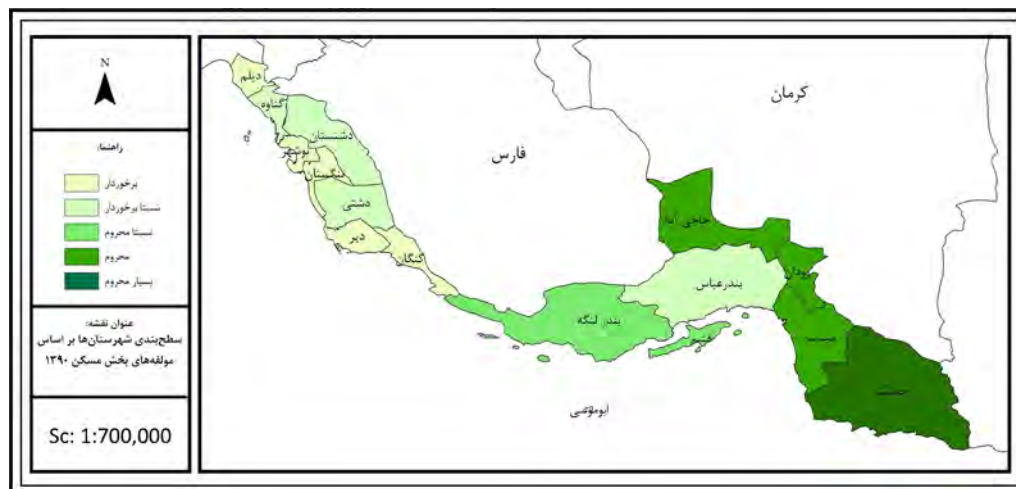 N
راهنما:
برخوردار
نسبتا برخوردار
نسبتا محروم
محروم
بسیار محروم
عنوان نقشه:
سطح‌بندی شهرستان‌ها بر اساس
مولفه‌های بخش مسکن ۱۳۹۰
Sc: 1:700,000
دیلم
گناوه
دشتستان
بوشهر
تنگستان
دشتی
دیر
کنگان
فارس
کرمان
حاجی آبا
رودان
بندرعباس
بندر لنگه
قشم
ابوموسی